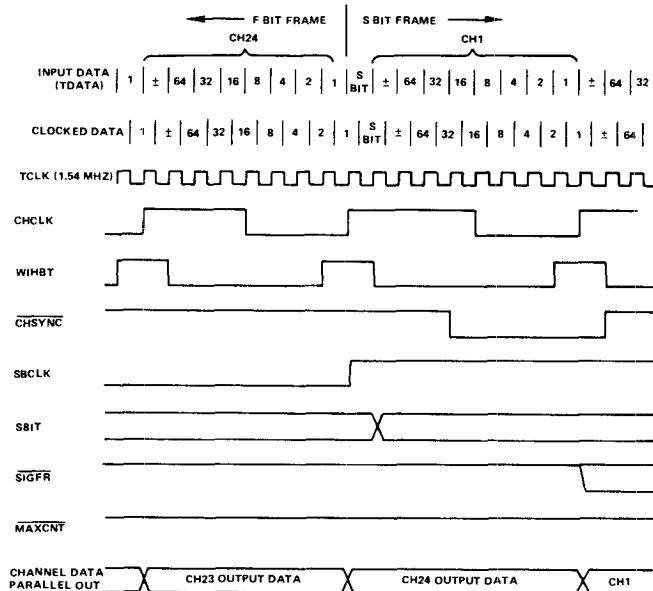 F BIT FRAME S BIT FRAME
CH24 CH1
INPUT DATA (TDATA) 1 ± 64 32 16 8 4 2 1 S BIT ± 64 32 16 8 4 2 1 ± 64 32
CLOCKED DATA 1 ± 64 32 16 8 4 2 1 S BIT ± 64 32 16 8 4 2 1 ± 64
TCLK (1.54 MHZ)
CHCLK
WIHBT
CHSYNC
SBCLK
SBIT
SIGFR
MAXCNT
CHANNEL DATA PARALLEL OUT CH23 OUTPUT DATA CH24 OUTPUT DATA CH1